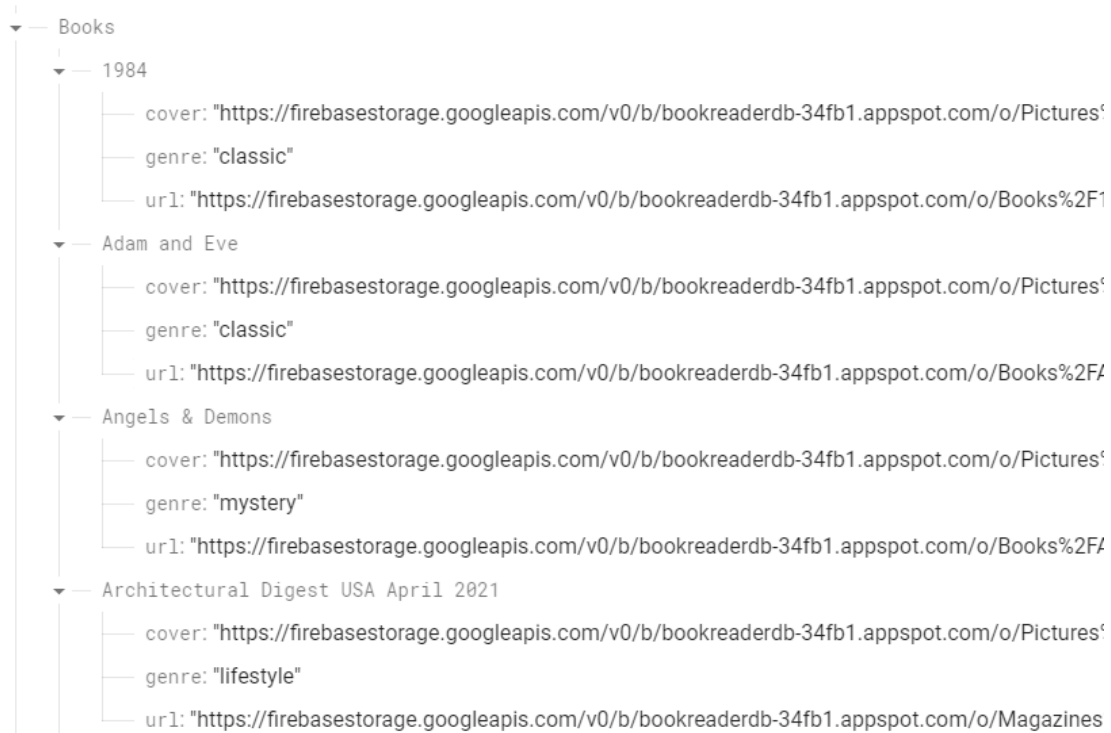 Books
1984
cover: "https://firebasestorage.googleapis.com/v0/b/bookreaderdb-34fb1.appspot.com/o/Pictures%
genre: "classic"
url: "https://firebasestorage.googleapis.com/v0/b/bookreaderdb-34fb1.appspot.com/o/Books%2F1
Adam and Eve
cover: "https://firebasestorage.googleapis.com/v0/b/bookreaderdb-34fb1.appspot.com/o/Pictures%
genre: "classic"
url: "https://firebasestorage.googleapis.com/v0/b/bookreaderdb-34fb1.appspot.com/o/Books%2FA
Angels & Demons
cover: "https://firebasestorage.googleapis.com/v0/b/bookreaderdb-34fb1.appspot.com/o/Pictures%
genre: "mystery"
url: "https://firebasestorage.googleapis.com/v0/b/bookreaderdb-34fb1.appspot.com/o/Books%2FA
Architectural Digest USA April 2021
cover: "https://firebasestorage.googleapis.com/v0/b/bookreaderdb-34fb1.appspot.com/o/Pictures%
genre: "lifestyle"
url: "https://firebasestorage.googleapis.com/v0/b/bookreaderdb-34fb1.appspot.com/o/Magazines